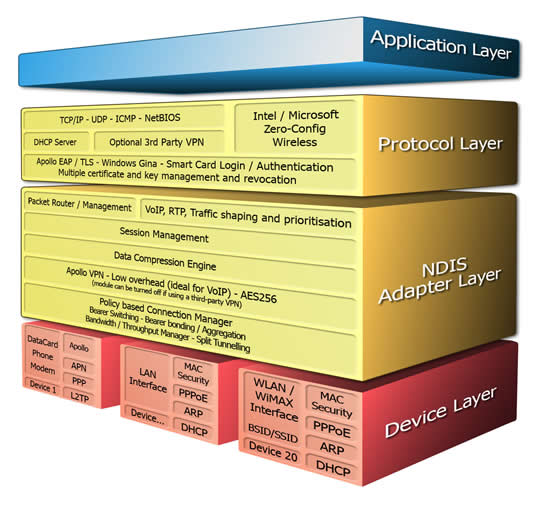 Application Layer
TCP/IP - UDP - ICMP - NetBIOS
Intel / Microsoft
Zero-Config
Wireless
DHCP Server
Optional 3rd Party VPN
Apollo EAP / TLS - Windows Gina - Smart Card Login / Authentication
Multiple certificate and key management and revocation
Protocol Layer
Packet Router / Management
VoIP, RTP, Traffic shaping and prioritisation
Session Management
Data Compression Engine
Apollo VPN - Low overhead (ideal for VoIP) - AES256
(module can be turned off if using a third-party VPN)
Policy based Connection Manager
Bearer Switching - Bearer bonding / Aggregation
Bandwidth / Throughput Manager - Split Tunnelling
NDIS
Adapter Layer
DataCard
Phone
Modem
Device 1
Apollo
APN
PPP
L2TP
LAN
Interface
Device...
MAC
Security
PPPoE
ARP
DHCP
WLAN /
WiMAX
Interface
BSID/SSID
Device 20
MAC
Security
PPPoE
ARP
DHCP
Device Layer